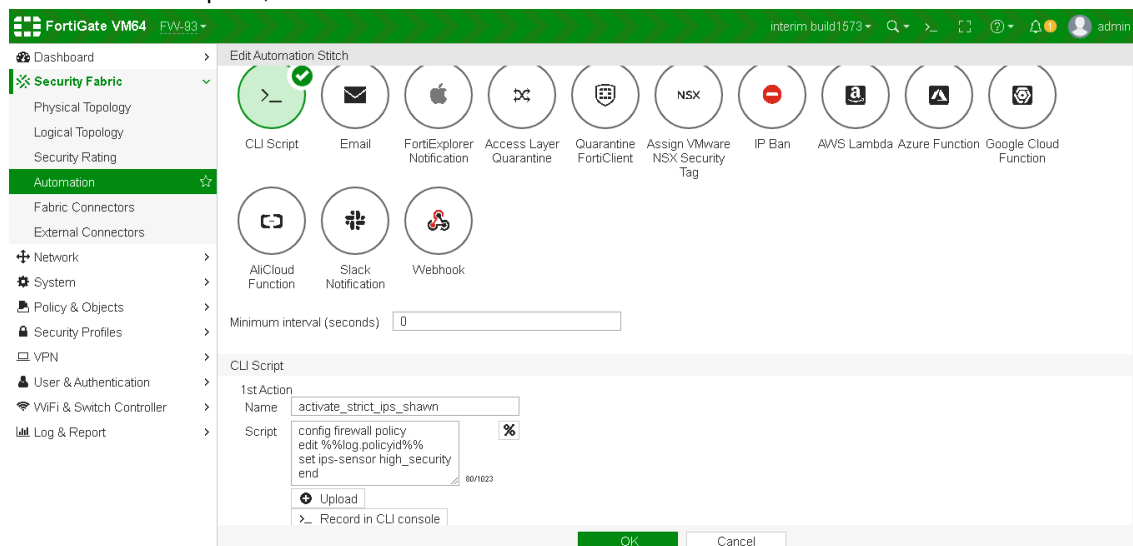 FortiGate VM64 FVV-93
interim build1573
>_
1
admin
Dashboard
Edit Automation Stitch
Security Fabric
Physical Topology
Logical Topology
Security Rating
Automation
Fabric Connectors
External Connectors
Network
System
Policy & Objects
Security Profiles
VPN
User & Authentication
WiFi & Switch Controller
Log & Report
>_
NSX
a
CLI Script
Email
FortiExplorer
Notification
Access Layer
Quarantine
Quarantine
FortiClient
Assign VMware
NSX Security
Tag
IP Ban
AWS Lambda
Azure Function
Google Cloud
Function
AliCloud
Function
Slack
Notification
Webhook
Minimum interval (seconds) 0
CLI Script
1st Action
Name activate_strict_ips_shawn
Script config firewall policy
edit %%log.policyid%%
set ips-sensor high_security
end
80/1023
%
Upload
>_ Record in CLI console
OK Cancel